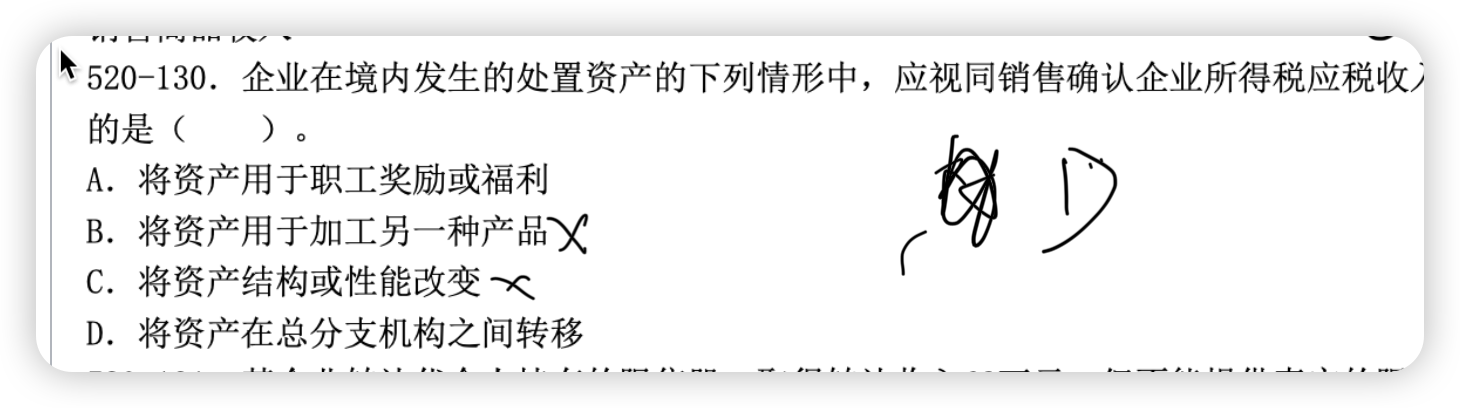 520-130. 企业在境内发生的处置资产的下列情形中，应视同销售确认企业所得税应税收入
的是（　　）。
A. 将资产用于职工奖励或福利
B. 将资产用于加工另一种产品
C. 将资产结构或性能改变
D. 将资产在总分支机构之间转移
D